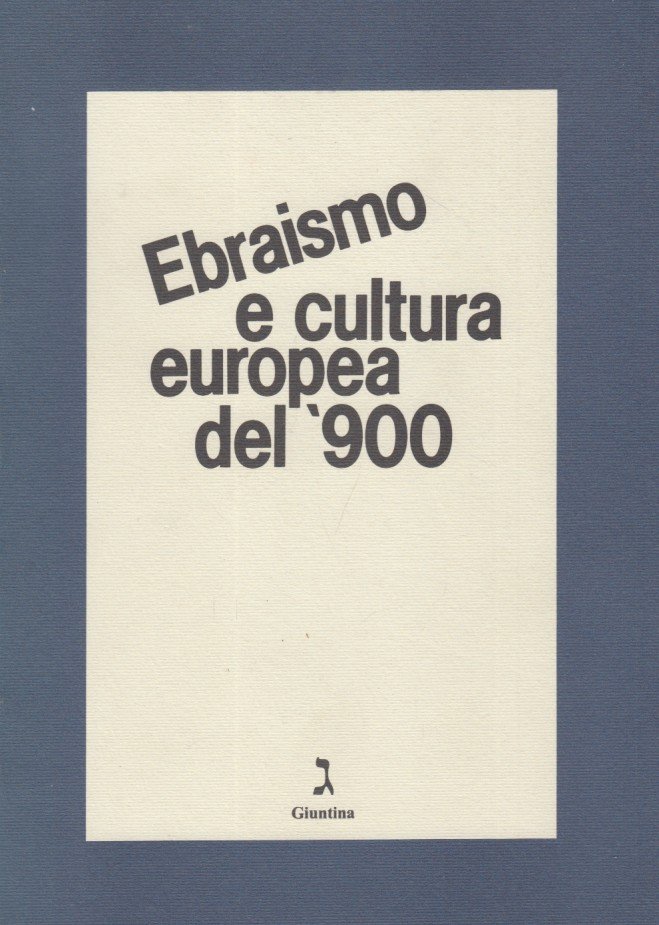 Ebraismo
e cultura
europea
del `900
ג
Giuntina